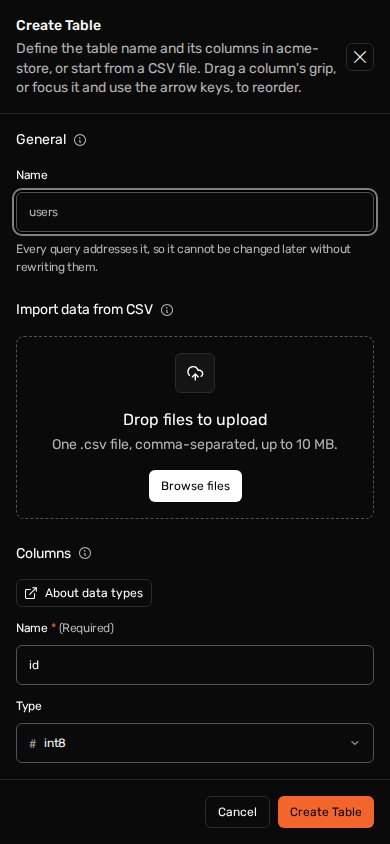 Create Table
Define the table name and its columns in acme-
store, or start from a CSV file. Drag a column's grip,
or focus it and use the arrow keys, to reorder.
General
Name
users
Every query addresses it, so it cannot be changed later without
rewriting them.
Import data from CSV
Drop files to upload
One .csv file, comma-separated, up to 10 MB.
Browse files
Columns
About data types
Name * (Required)
id
Type
# int8
Cancel
Create Table